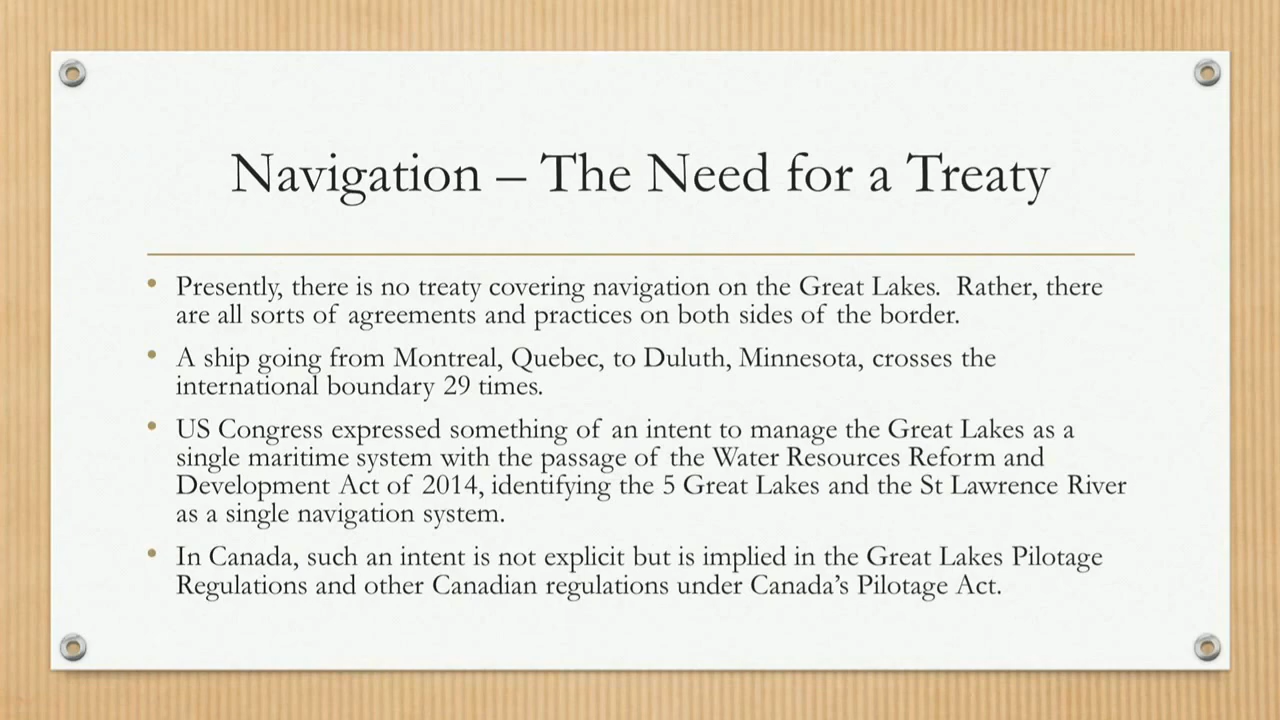 Navigation – The Need for a Treaty
• Presently, there is no treaty covering navigation on the Great Lakes.  Rather, there
are all sorts of agreements and practices on both sides of the border.
• A ship going from Montreal, Quebec, to Duluth, Minnesota, crosses the
international boundary 29 times.
• US Congress expressed something of an intent to manage the Great Lakes as a
single maritime system with the passage of the Water Resources Reform and
Development Act of 2014, identifying the 5 Great Lakes and the St Lawrence River
as a single navigation system.
• In Canada, such an intent is not explicit but is implied in the Great Lakes Pilotage
Regulations and other Canadian regulations under Canada’s Pilotage Act.